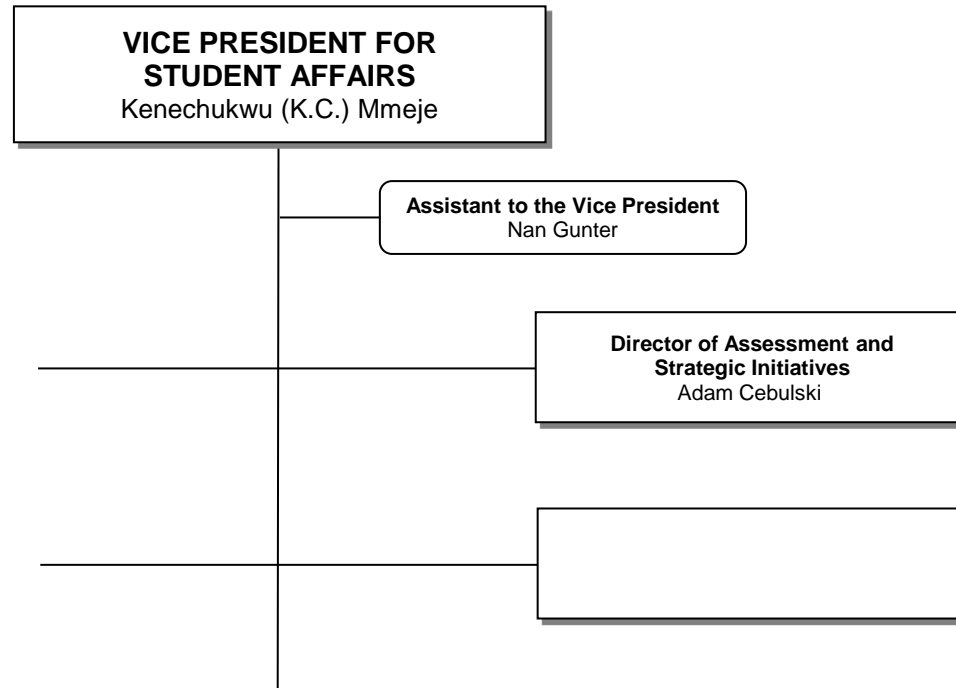 VICE PRESIDENT FOR
STUDENT AFFAIRS
Kenechukwu (K.C.) Mmeje
Assistant to the Vice President
Nan Gunter
Director of Assessment and
Strategic Initiatives
Adam Cebulski